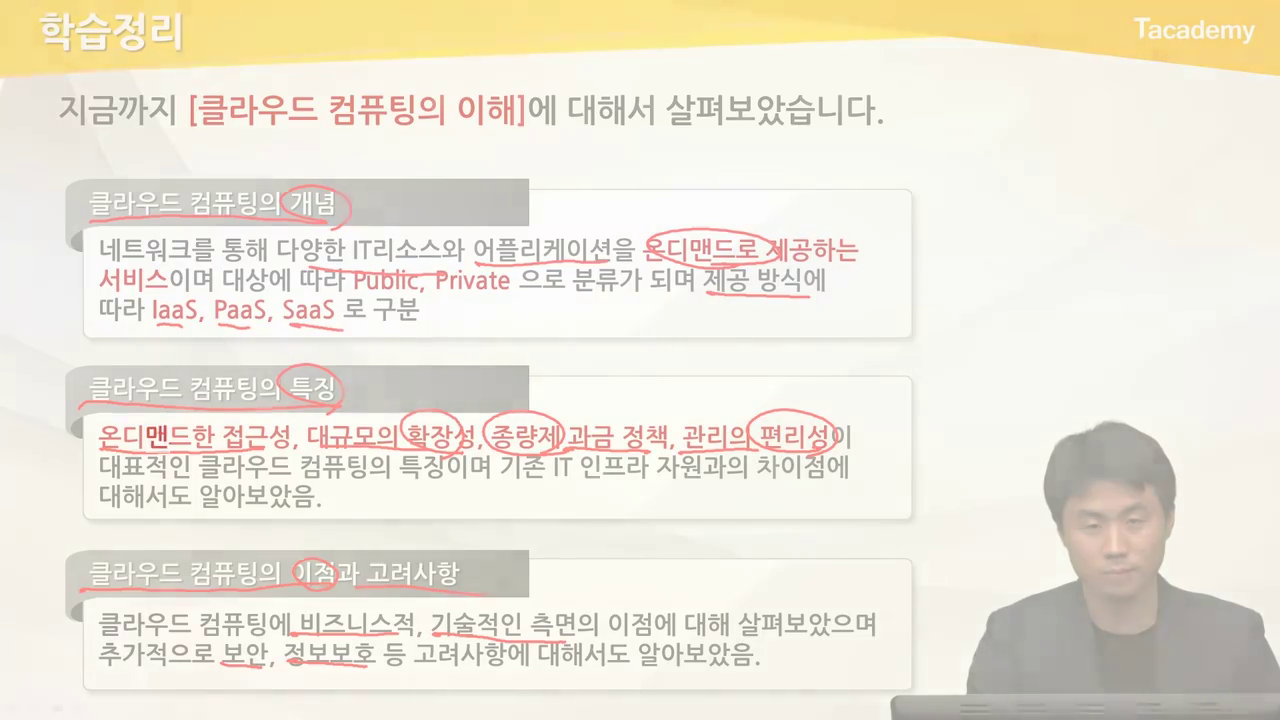 학습정리
Tacademy
지금까지 [클라우드 컴퓨팅의 이해]에 대해서 살펴보았습니다.
클라우드 컴퓨팅의 개념
네트워크를 통해 다양한 IT리소스와 어플리케이션을 온디맨드로 제공하는
서비스이며 대상에 따라 Public, Private 으로 분류가 되며 제공 방식에
따라 IaaS, PaaS, SaaS 로 구분
클라우드 컴퓨팅의 특징
온디맨드한 접근성, 대규모의 확장성, 종량제 과금 정책, 관리의 편리성이
대표적인 클라우드 컴퓨팅의 특징이며 기존 IT 인프라 자원과의 차이점에
대해서도 알아보았음.
클라우드 컴퓨팅의 이점과 고려사항
클라우드 컴퓨팅에 비즈니스적, 기술적인 측면의 이점에 대해 살펴보았으며
추가적으로 보안, 정보보호 등 고려사항에 대해서도 알아보았음.